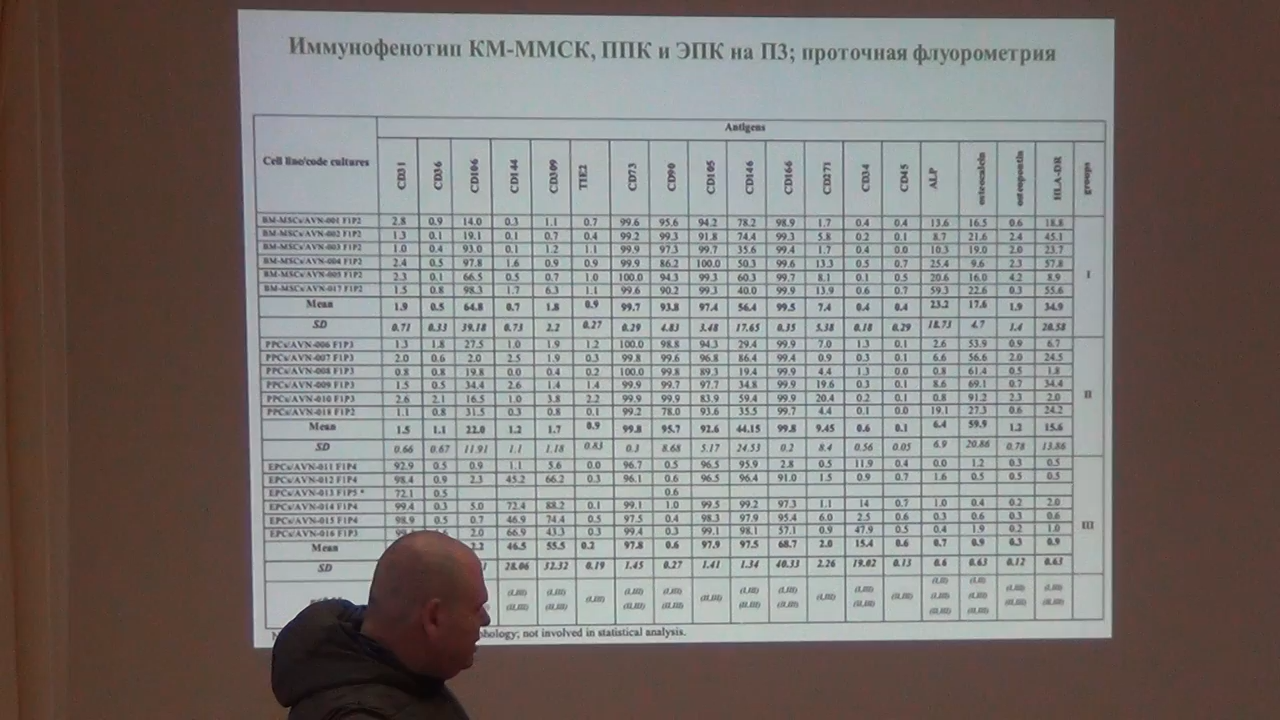 Иммунофенотип КМ-ММСК, ППК и ЭПК на П3; проточная флуорометрия
Cell line/code cultures Antigens
CD31 CD36 CD106 CD144 CD309 TIE2 CD73 CD90 CD105 CD146 CD166 CD271 CD34 CD45 ALP osteocalcin osteopontin HLA-DR groups
BM-MSCs/AVN-001 F1P2 2.8 0.9 14.0 0.3 1.1 0.7 99.6 95.6 94.2 78.2 98.9 1.7 0.4 0.4 13.6 16.5 0.6 18.8
BM-MSCs/AVN-002 F1P2 1.3 0.1 19.1 0.1 0.7 0.4 99.2 99.3 91.8 74.4 99.3 5.8 0.2 0.1 8.7 21.6 2.4 45.1
BM-MSCs/AVN-003 F1P2 1.0 0.4 93.0 0.1 1.2 1.1 99.9 97.3 99.7 35.6 99.4 1.7 0.4 0.0 10.3 19.0 2.0 23.7
BM-MSCs/AVN-004 F1P2 2.4 0.5 97.8 1.6 0.9 0.9 99.9 86.2 100.0 50.3 99.6 13.3 0.5 0.7 25.4 9.6 2.3 57.8
BM-MSCs/AVN-005 F1P2 2.3 0.1 66.5 0.5 0.7 1.0 100.0 94.3 99.3 60.3 99.7 8.1 0.1 0.5 20.6 16.0 4.2 8.9
BM-MSCs/AVN-017 F1P2 1.5 0.8 98.3 1.7 6.3 1.1 99.6 90.2 99.3 40.0 99.9 13.9 0.6 0.7 59.3 22.6 0.3 55.6
Mean 1.9 0.5 64.8 0.7 1.8 0.9 99.7 93.8 97.4 56.4 99.5 7.4 0.4 0.4 23.2 17.6 1.9 34.9
SD 0.71 0.33 39.18 0.73 2.2 0.27 0.29 4.83 3.48 17.65 0.35 5.38 0.18 0.29 18.73 4.7 1.4 20.58
I
PPCs/AVN-006 F1P3 1.3 1.8 27.5 1.0 1.9 1.2 100.0 98.8 94.3 29.4 99.9 7.0 1.3 0.1 2.6 53.9 0.9 6.7
PPCs/AVN-007 F1P3 2.0 0.6 2.0 2.5 1.9 0.3 99.8 99.6 96.8 86.4 99.4 0.9 0.3 0.1 6.6 56.6 2.0 24.5
PPCs/AVN-008 F1P3 0.8 0.8 19.8 0.0 0.4 0.2 100.0 99.8 89.3 19.4 99.9 4.4 1.3 0.0 0.8 61.4 0.5 1.8
PPCs/AVN-009 F1P3 1.5 0.5 34.4 2.6 1.4 1.4 99.9 99.7 97.7 34.8 99.9 19.6 0.3 0.1 8.6 69.1 0.7 34.4
PPCs/AVN-010 F1P3 2.6 2.1 16.5 1.0 3.8 2.2 99.9 99.9 83.9 59.4 99.9 20.4 0.2 0.1 0.8 91.2 2.3 2.0
PPCs/AVN-018 F1P2 1.1 0.8 31.5 0.3 0.8 0.1 99.2 78.0 93.6 35.5 99.7 4.4 0.1 0.0 19.1 27.3 0.6 24.2
Mean 1.5 1.1 22.0 1.2 1.7 0.9 99.8 95.7 92.6 44.15 99.8 9.45 0.6 0.1 6.4 59.9 1.2 15.6
SD 0.66 0.67 11.91 1.1 1.18 0.83 0.3 8.68 5.17 24.53 0.2 8.4 0.56 0.05 6.9 20.86 0.78 13.86
II
EPCs/AVN-011 F1P4 92.9 0.5 0.9 1.1 5.6 0.0 96.7 0.5 96.5 95.9 2.8 0.5 11.9 0.4 0.0 1.2 0.3 0.5
EPCs/AVN-012 F1P4 98.4 0.9 2.3 45.2 66.2 0.3 96.1 0.6 96.5 96.4 91.0 1.5 0.9 0.7 1.6 0.5 0.5 0.5
EPCs/AVN-013 F1P5 * 72.1 0.5 0.6
EPCs/AVN-014 F1P4 99.4 0.3 5.0 72.4 88.2 0.1 99.1 1.0 99.5 99.2 97.3 1.1 14 0.7 1.0 0.4 0.2 2.0
EPCs/AVN-015 F1P4 98.9 0.5 0.7 46.9 74.4 0.5 97.5 0.4 98.3 97.9 95.4 6.0 2.5 0.6 0.3 0.6 0.3 0.6
EPCs/AVN-016 F1P3 2.0 66.9 43.3 0.3 99.4 0.3 99.1 98.1 57.1 0.9 47.9 0.5 0.4 1.9 0.2 1.0
Mean 46.5 55.5 0.2 97.8 0.6 97.9 97.5 68.7 2.0 15.4 0.6 0.7 0.9 0.3 0.9
SD 28.06 32.32 0.19 1.45 0.27 1.41 1.34 40.33 2.26 19.02 0.13 0.6 0.63 0.12 0.63
III
(I,III) (I,III) (I,III) (I,III) (I,III) (II,III) (I,III) (I,III) (I,III) (I,III)
(II,III) (II,III) (II,III) (II,III) (II,III) (II,III) (II,III) (II,III) (II,III) (II,III)
not involved in statistical analysis.